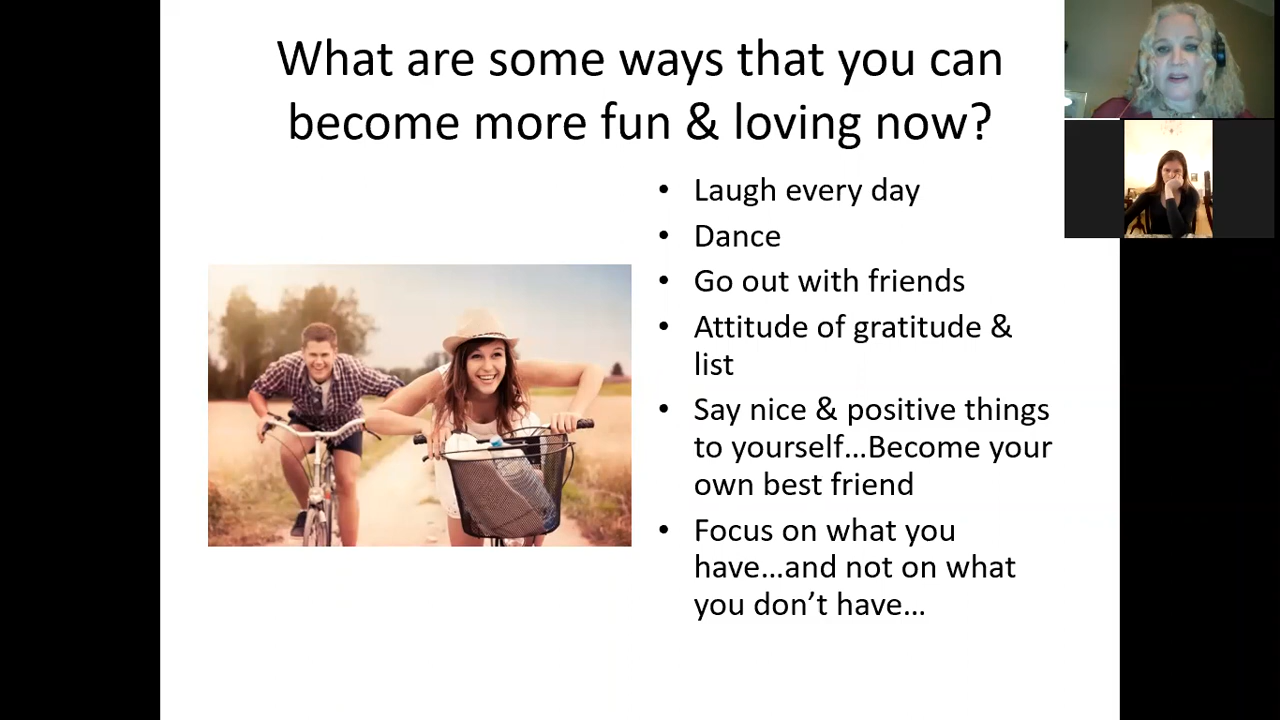 What are some ways that you can
become more fun & loving now?
• Laugh every day
• Dance
• Go out with friends
• Attitude of gratitude &
list
• Say nice & positive things
to yourself…Become your
own best friend
• Focus on what you
have…and not on what
you don’t have…